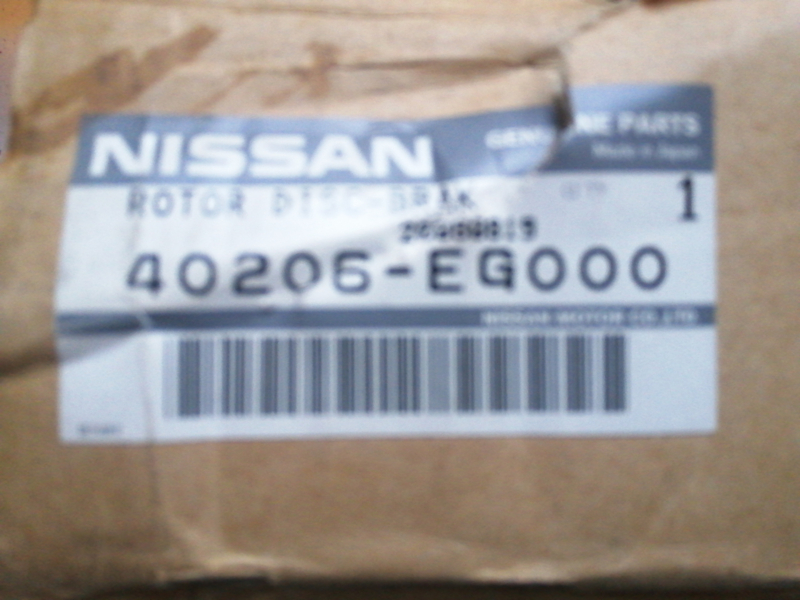 NISSAN
GENUINE PARTS
Made in Japan
ROTOR DISC-BRAK
1
40206-EG000
NISSAN MOTOR CO.,LTD.